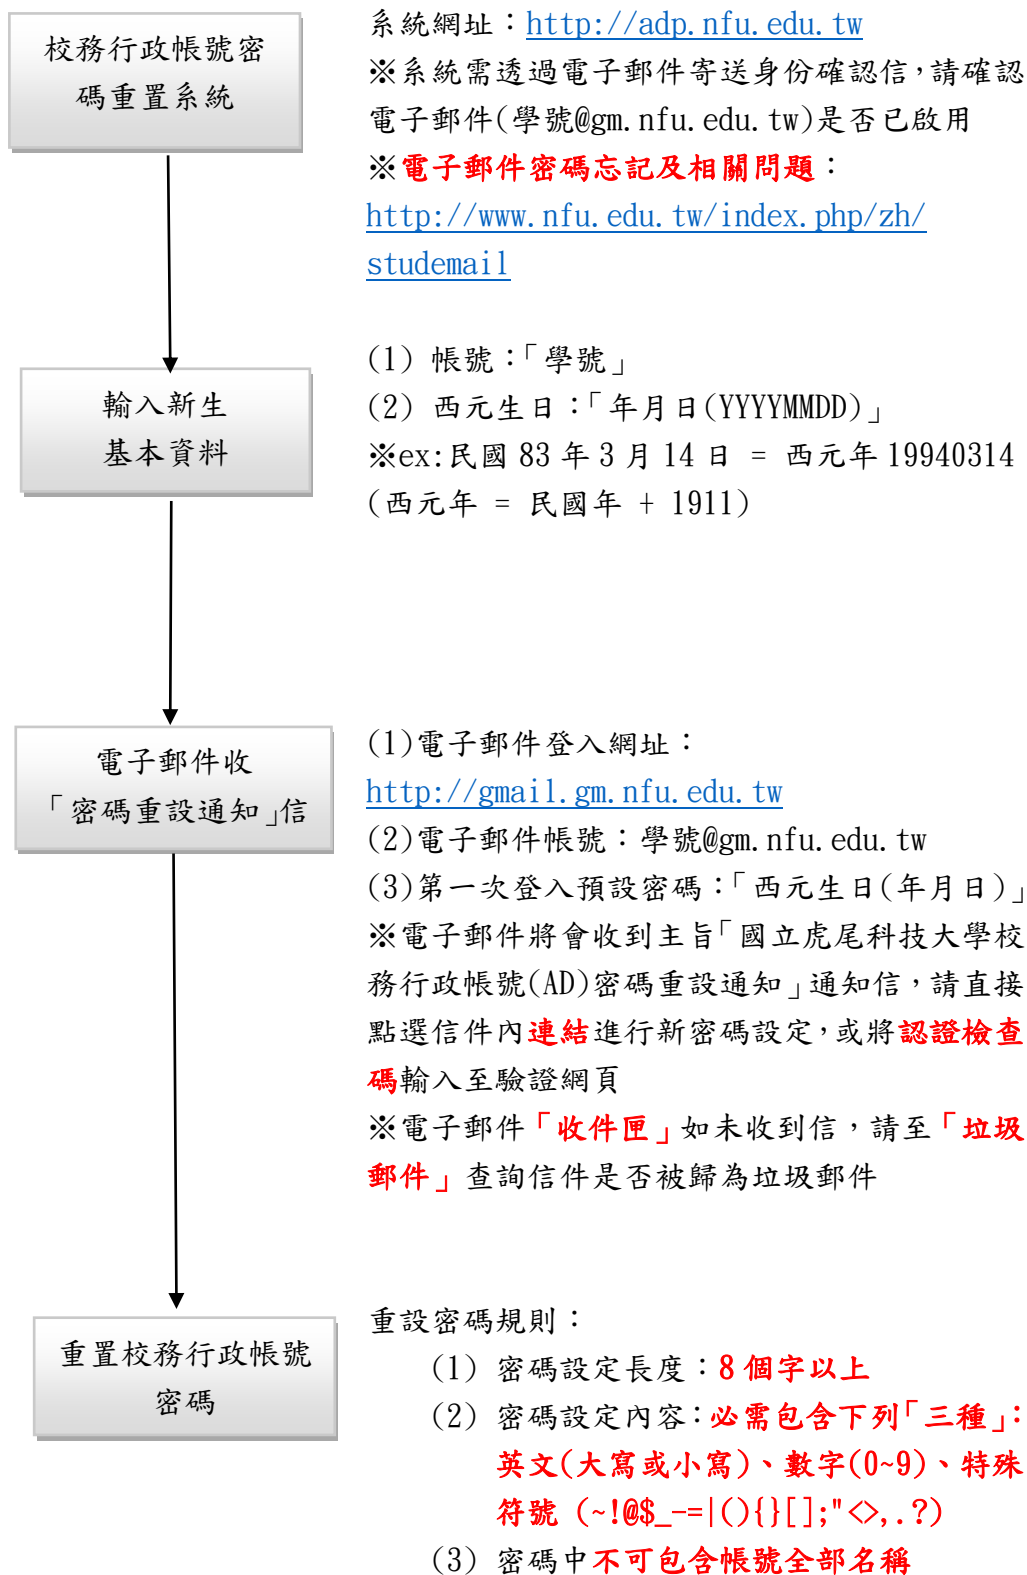 校務行政帳號密
碼重置系統
系統網址：http://adp.nfu.edu.tw
※系統需透過電子郵件寄送身份確認信，請確認
電子郵件(學號@gm.nfu.edu.tw)是否已啟用
※電子郵件密碼忘記及相關問題：
http://www.nfu.edu.tw/index.php/zh/
studemail
輸入新生
基本資料
(1) 帳號：「學號」
(2) 西元生日：「年月日(YYYYMMDD)」
※ex:民國 83 年 3 月 14 日 = 西元年 19940314
(西元年 = 民國年 + 1911)
電子郵件收
「密碼重設通知」信
(1)電子郵件登入網址：
http://gmail.gm.nfu.edu.tw
(2)電子郵件帳號：學號@gm.nfu.edu.tw
(3)第一次登入預設密碼：「西元生日(年月日)」
※電子郵件將會收到主旨「國立虎尾科技大學校
務行政帳號(AD)密碼重設通知」通知信，請直接
點選信件內連結進行新密碼設定，或將認證檢查
碼輸入至驗證網頁
※電子郵件「收件匣」如未收到信，請至「垃圾
郵件」查詢信件是否被歸為垃圾郵件
重置校務行政帳號
密碼
重設密碼規則：
(1) 密碼設定長度：8 個字以上
(2) 密碼設定內容：必需包含下列「三種」：
英文(大寫或小寫)、數字(0~9)、特殊
符號 (~!@$_-=|(){}[];"<>,.?)
(3) 密碼中不可包含帳號全部名稱